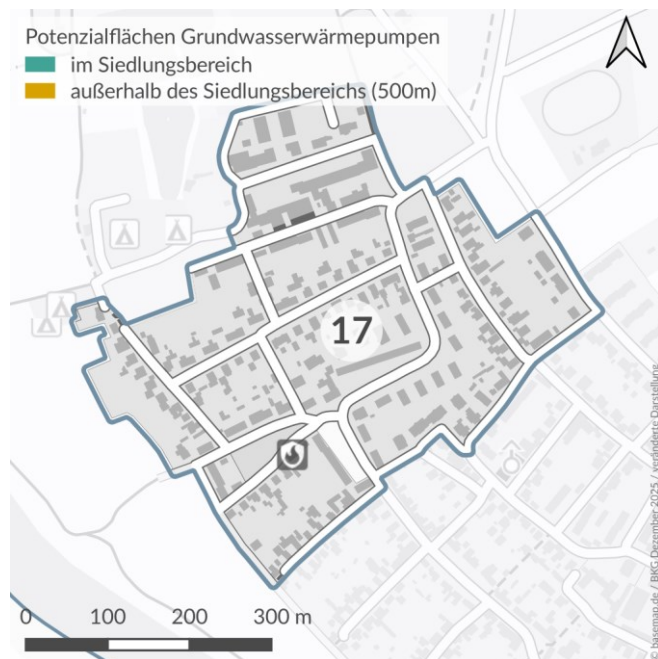 Potenzialflächen Grundwasserwärmepumpen
im Siedlungsbereich
außerhalb des Siedlungsbereichs (500m)
17
0 100 200 300 m
© basemap.de / BKG Dezember 2025 / veränderte Darstellung